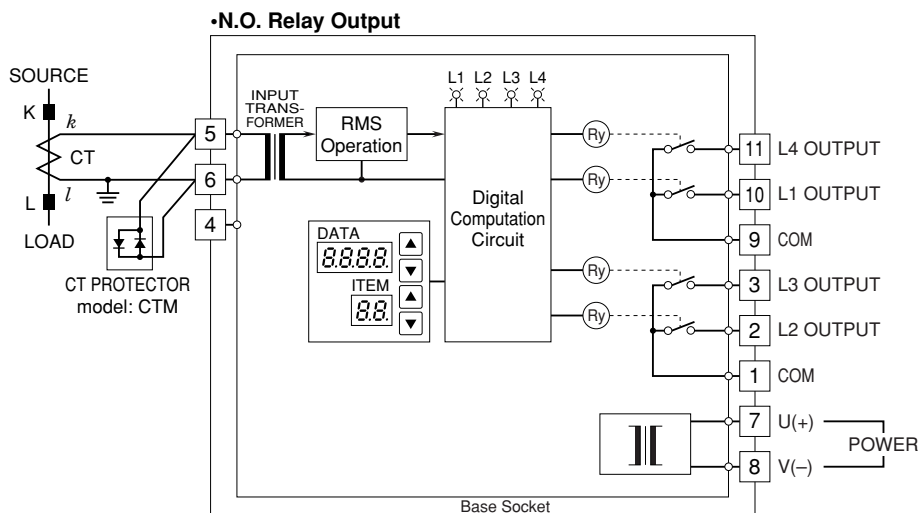 •N.O. Relay Output
SOURCE
K
k
CT
L
l
LOAD
CT PROTECTOR
model: CTM
5
6
4
INPUT
TRANS-
FORMER
RMS
Operation
L1 L2 L3 L4
Digital
Computation
Circuit
DATA
8.8.8.8.
ITEM
8.8.
Ry
Ry
Ry
Ry
11 L4 OUTPUT
10 L1 OUTPUT
9 COM
3 L3 OUTPUT
2 L2 OUTPUT
1 COM
7 U(+)
8 V(–)
POWER
Base Socket